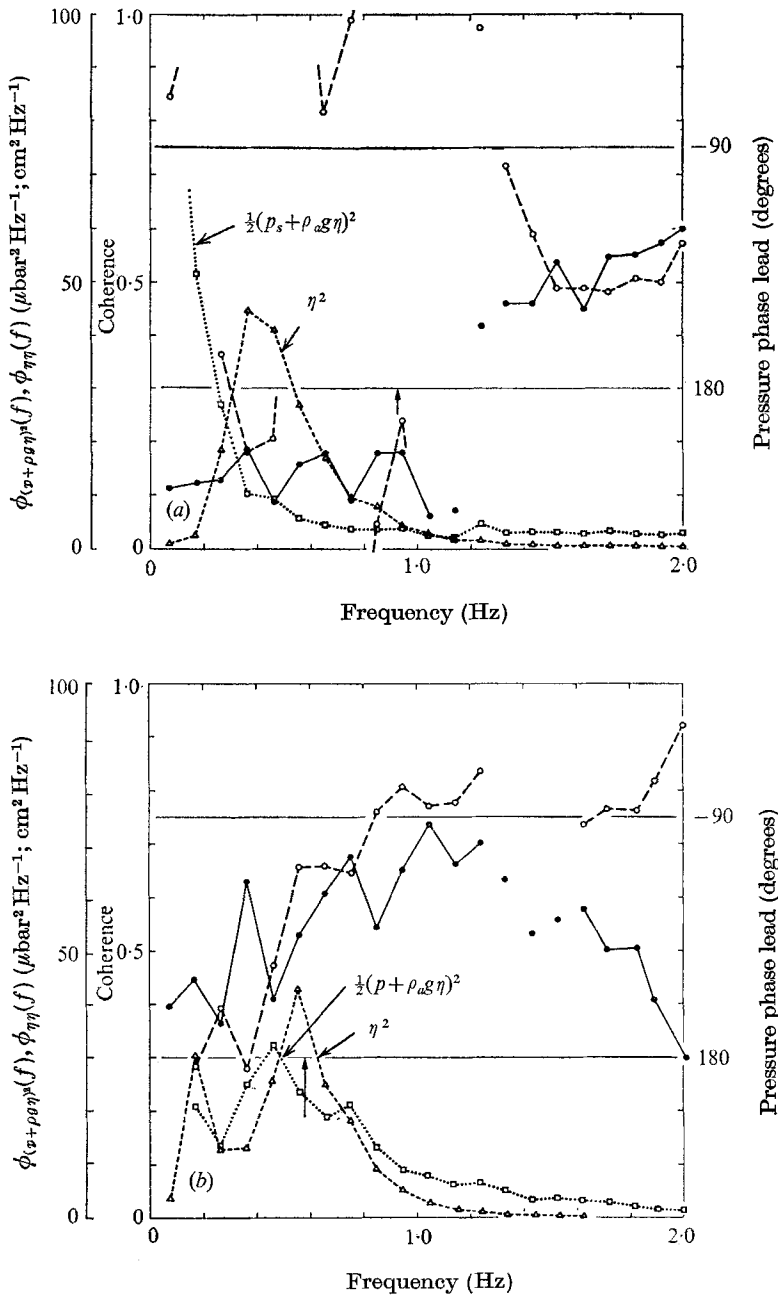 100
1·0
−90
½(pₛ + ρₐgη)²
50
0·5
η²
180
(a)
0
0
0
1·0
2·0
Frequency (Hz)
ϕ₍p+ρgη₎²(f), ϕηη(f) (μbar² Hz⁻¹; cm² Hz⁻¹)
Coherence
Pressure phase lead (degrees)
100
1·0
−90
50
0·5
½(p + ρₐgη)²
η²
180
(b)
0
0
0
1·0
2·0
Frequency (Hz)
ϕ₍p+ρgη₎²(f), ϕηη(f) (μbar² Hz⁻¹; cm² Hz⁻¹)
Coherence
Pressure phase lead (degrees)